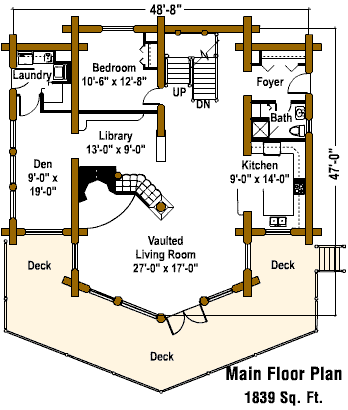 48'-8"
Bedroom
10'-6" x 12'-8"
Laundry
Foyer
UP
DN
Bath
Library
13'-0" x 9'-0"
Den
9'-0" x
19'-0"
Kitchen
9'-0" x 14'-0"
47'-0"
Vaulted
Living Room
27'-0" x 17'-0"
Deck
Deck
Deck
Main Floor Plan
1839 Sq. Ft.